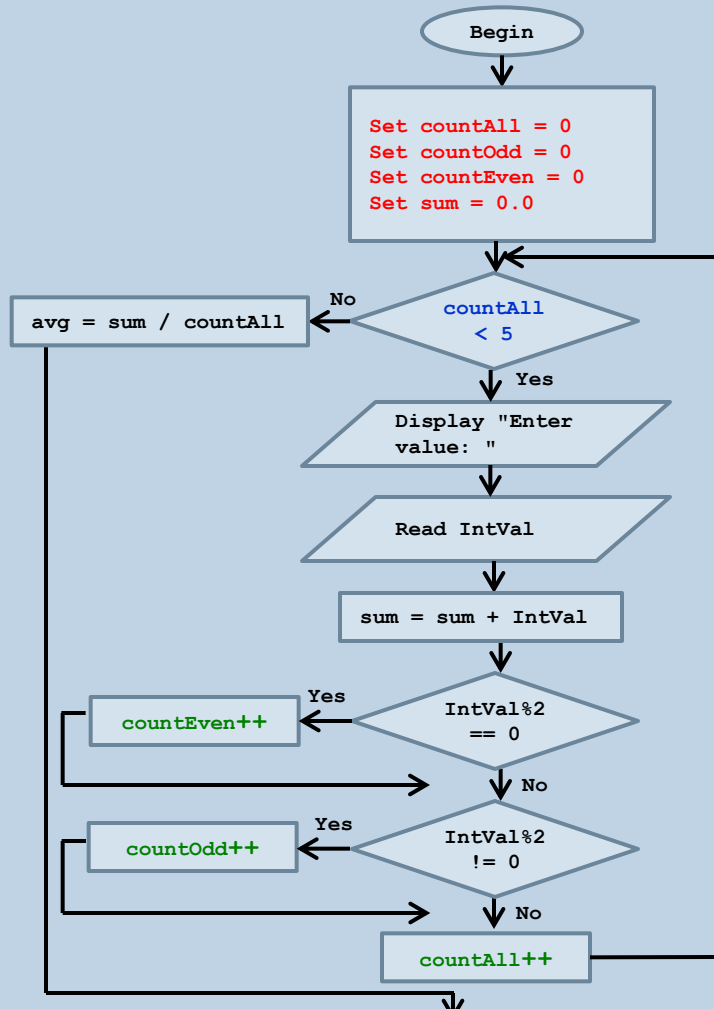 Begin
Set countAll = 0
Set countOdd = 0
Set countEven = 0
Set sum = 0.0
No
avg = sum / countAll
countAll
< 5
Yes
Display "Enter
value: "
Read IntVal
sum = sum + IntVal
Yes
countEven++
IntVal%2
== 0
No
Yes
countOdd++
IntVal%2
!= 0
No
countAll++